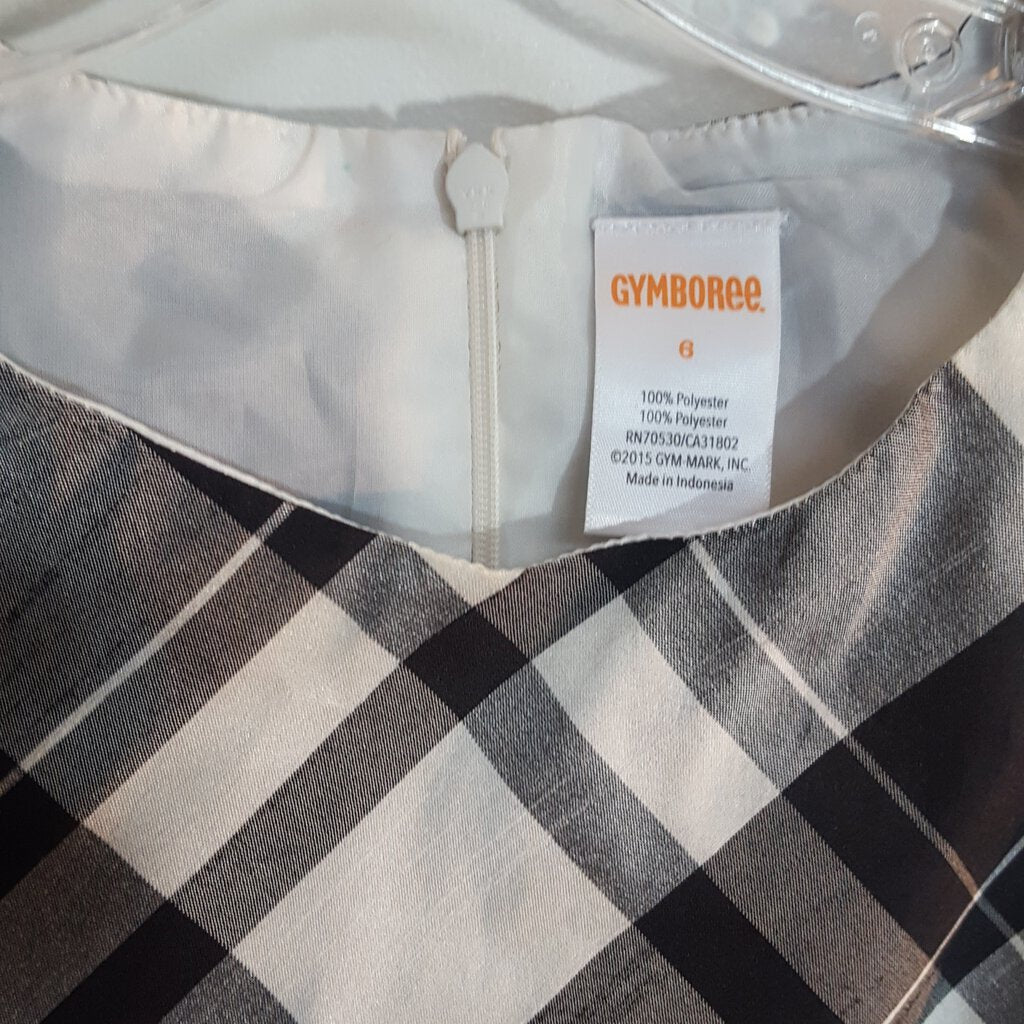 GYMBORee.
6
100% Polyester
100% Polyester
RN70530/CA31802
©2015 GYM-MARK, INC.
Made in Indonesia